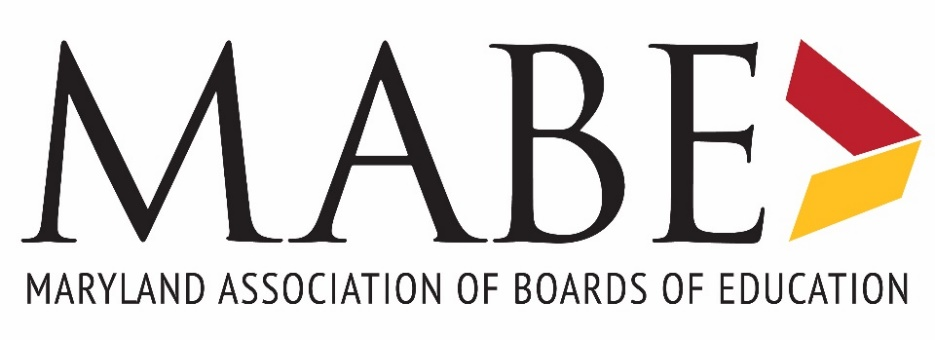 MABE
MARYLAND ASSOCIATION OF BOARDS OF EDUCATION